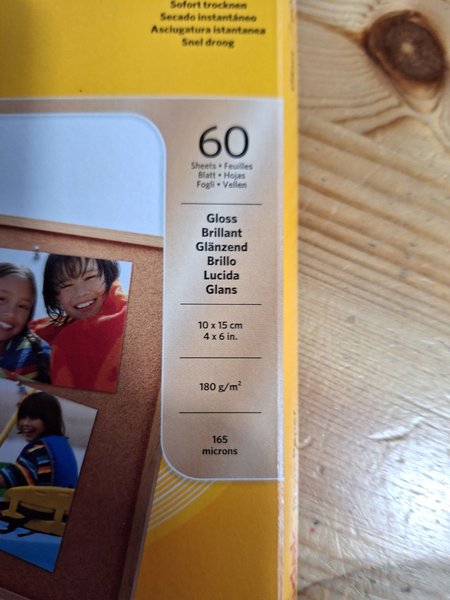 Sofort trocknen
Secado instantáneo
Asciugatura istantanea
Snel droog
60
Sheets • Feuilles
Blatt • Hojas
Fogli • Vellen
Gloss
Brillant
Glänzend
Brillo
Lucida
Glans
10 x 15 cm
4 x 6 in.
180 g/m²
165
microns